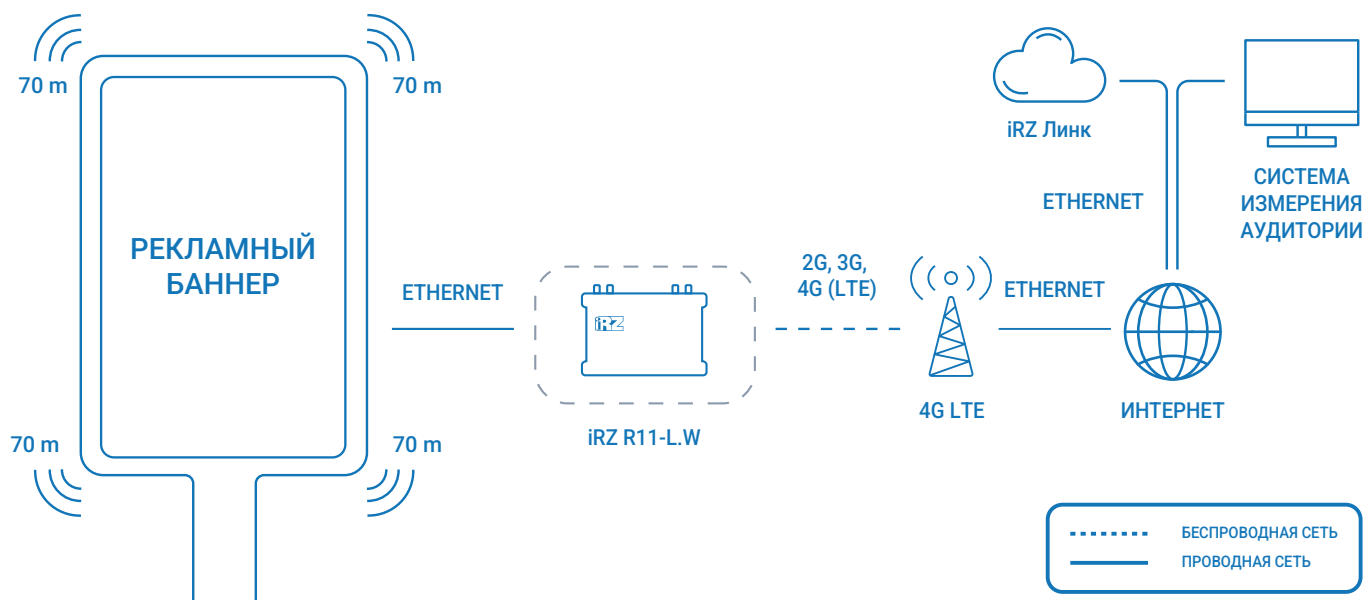 70 m
70 m
РЕКЛАМНЫЙ
БАННЕР
70 m
70 m
ETHERNET
iRZ
iRZ R11-L.W
2G, 3G,
4G (LTE)
4G LTE
ETHERNET
ИНТЕРНЕТ
ETHERNET
iRZ Линк
СИСТЕМА
ИЗМЕРЕНИЯ
АУДИТОРИИ
БЕСПРОВОДНАЯ СЕТЬ
ПРОВОДНАЯ СЕТЬ